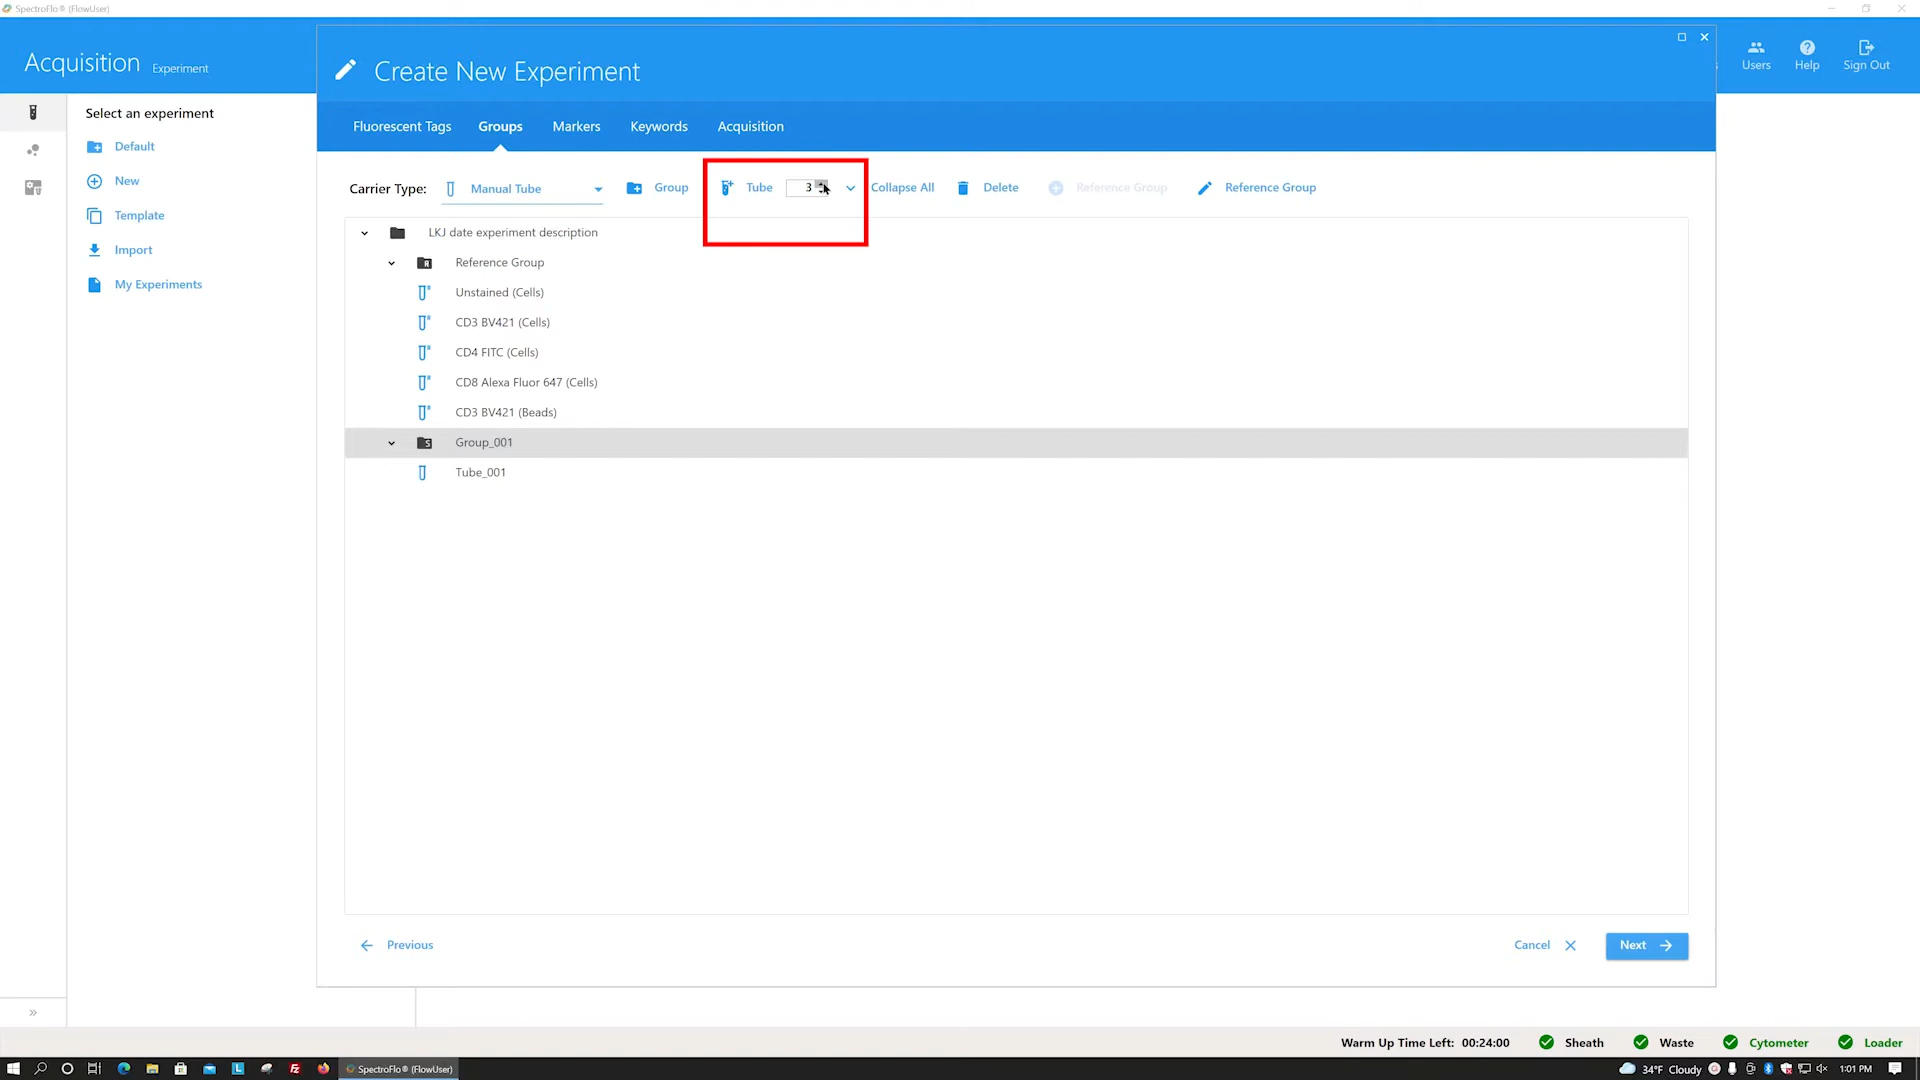 SpectroFlo® (FlowUser)
Acquisition Experiment
Create New Experiment
Users Help Sign Out
Fluorescent Tags Groups Markers Keywords Acquisition
Select an experiment
Default
New
Template
Import
My Experiments
Carrier Type: Manual Tube Group Tube 3 Collapse All Delete Reference Group Reference Group
LKJ date experiment description
Reference Group
Unstained (Cells)
CD3 BV421 (Cells)
CD4 FITC (Cells)
CD8 Alexa Fluor 647 (Cells)
CD3 BV421 (Beads)
Group_001
Tube_001
Previous Cancel Next
Warm Up Time Left: 00:24:00 Sheath Waste Cytometer Loader
SpectroFlo® (FlowUser) 34°F Cloudy 1:01 PM